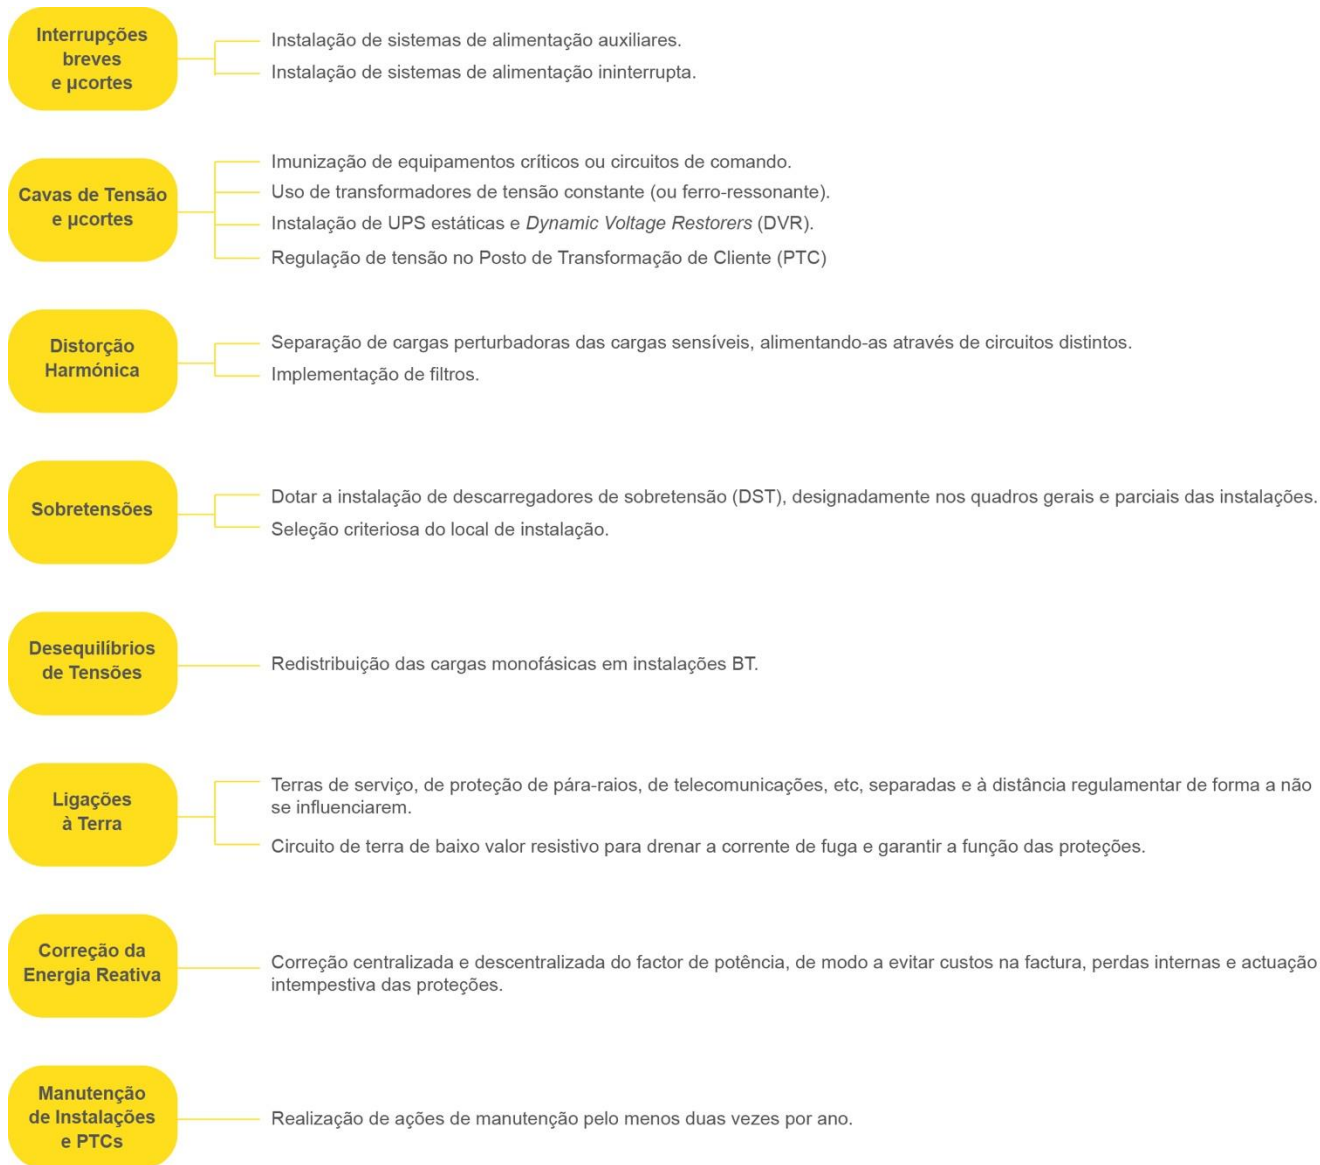 Interrupções
breves
e µcortes
Instalação de sistemas de alimentação auxiliares.
Instalação de sistemas de alimentação ininterrupta.
Cavas de Tensão
e µcortes
Imunização de equipamentos críticos ou circuitos de comando.
Uso de transformadores de tensão constante (ou ferro-ressonante).
Instalação de UPS estáticas e Dynamic Voltage Restorers (DVR).
Regulação de tensão no Posto de Transformação de Cliente (PTC)
Distorção
Harmónica
Separação de cargas perturbadoras das cargas sensíveis, alimentando-as através de circuitos distintos.
Implementação de filtros.
Sobretensões
Dotar a instalação de descarregadores de sobretensão (DST), designadamente nos quadros gerais e parciais das instalações.
Seleção criteriosa do local de instalação.
Desequilíbrios
de Tensões
Redistribuição das cargas monofásicas em instalações BT.
Ligações
à Terra
Terras de serviço, de proteção de pára-raios, de telecomunicações, etc, separadas e à distância regulamentar de forma a não
se influenciarem.
Circuito de terra de baixo valor resistivo para drenar a corrente de fuga e garantir a função das proteções.
Correção da
Energia Reativa
Correção centralizada e descentralizada do factor de potência, de modo a evitar custos na factura, perdas internas e actuação
intempestiva das proteções.
Manutenção
de Instalações
e PTCs
Realização de ações de manutenção pelo menos duas vezes por ano.